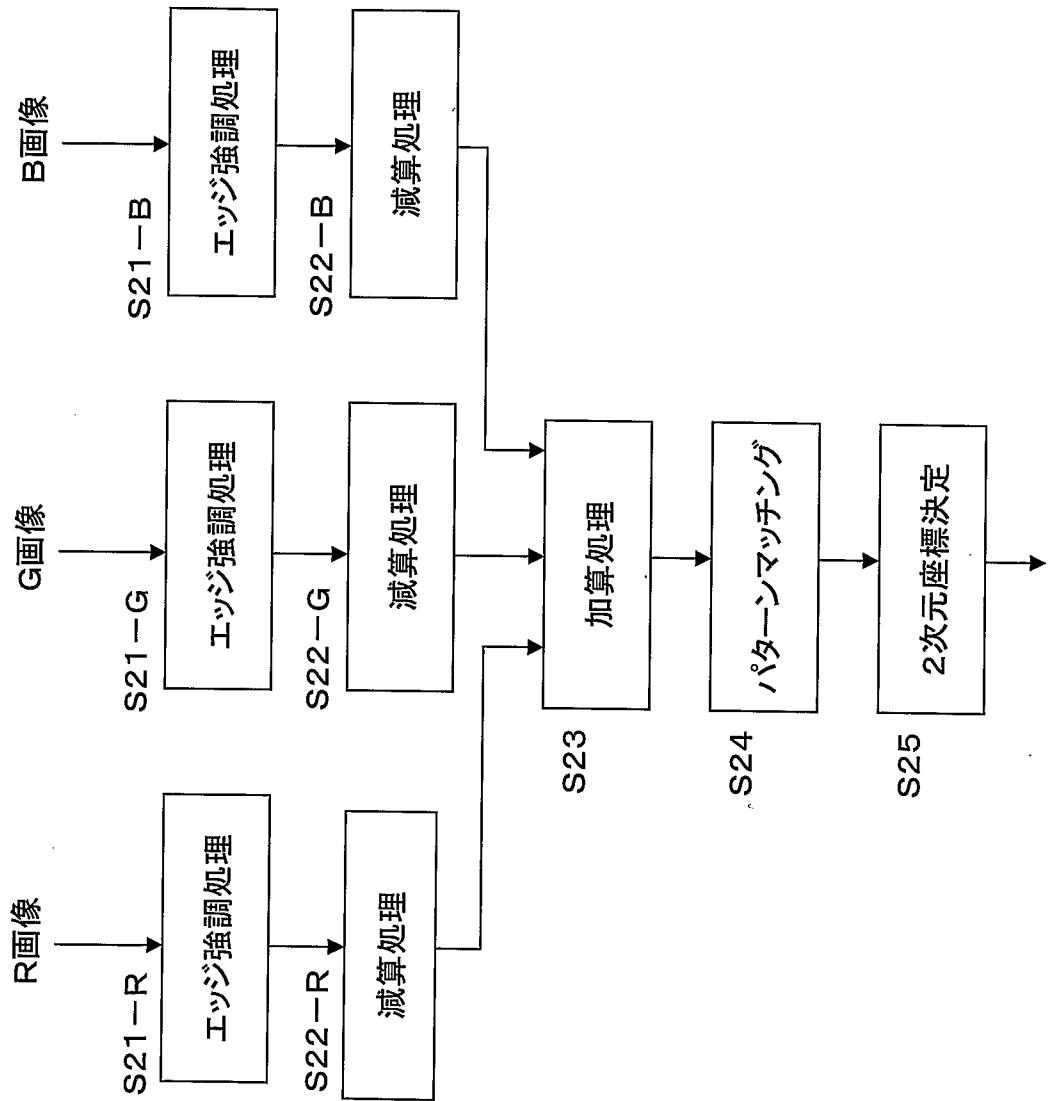 R画像
G画像
B画像
S21－R
エッジ強調処理
S21－G
エッジ強調処理
S21－B
エッジ強調処理
S22－R
減算処理
S22－G
減算処理
S22－B
減算処理
S23
加算処理
S24
パターンマッチング
S25
2次元座標決定